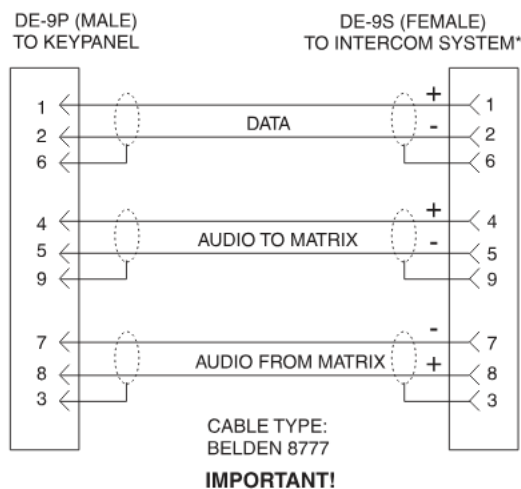 DE-9P (MALE)
TO KEYPANEL
DE-9S (FEMALE)
TO INTERCOM SYSTEM*
1 + 1
DATA
2 - 2
6 6
4 + 4
AUDIO TO MATRIX
5 - 5
9 9
7 - 7
AUDIO FROM MATRIX
8 + 8
3 3
CABLE TYPE:
BELDEN 8777
IMPORTANT!